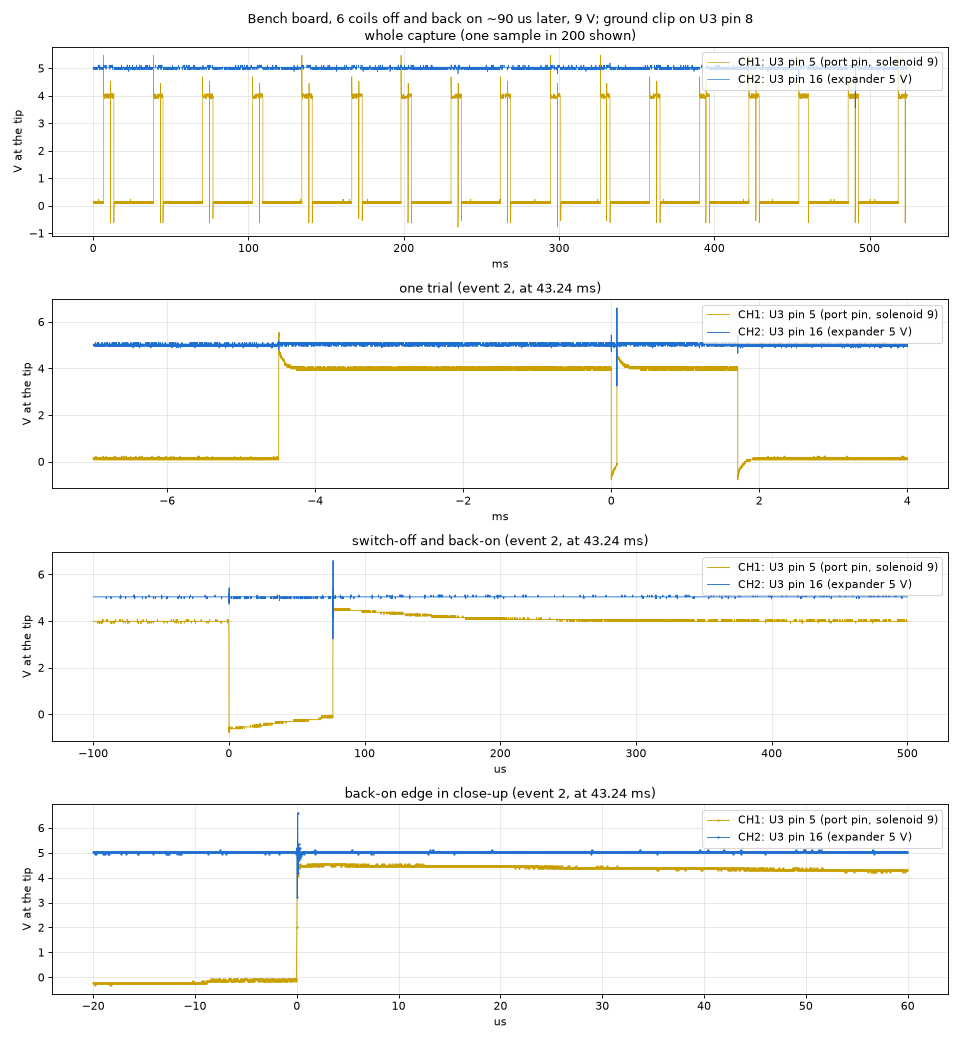 Bench board, 6 coils off and back on ~90 us later, 9 V; ground clip on U3 pin 8
whole capture (one sample in 200 shown)
CH1: U3 pin 5 (port pin, solenoid 9)
CH2: U3 pin 16 (expander 5 V)
V at the tip
5
4
3
2
1
0
−1
0
100
200
300
400
500
ms
one trial (event 2, at 43.24 ms)
CH1: U3 pin 5 (port pin, solenoid 9)
CH2: U3 pin 16 (expander 5 V)
V at the tip
6
4
2
0
−6
−4
−2
0
2
4
ms
switch-off and back-on (event 2, at 43.24 ms)
CH1: U3 pin 5 (port pin, solenoid 9)
CH2: U3 pin 16 (expander 5 V)
V at the tip
6
4
2
0
−100
0
100
200
300
400
500
us
back-on edge in close-up (event 2, at 43.24 ms)
CH1: U3 pin 5 (port pin, solenoid 9)
CH2: U3 pin 16 (expander 5 V)
V at the tip
6
5
4
3
2
1
0
−20
−10
0
10
20
30
40
50
60
us